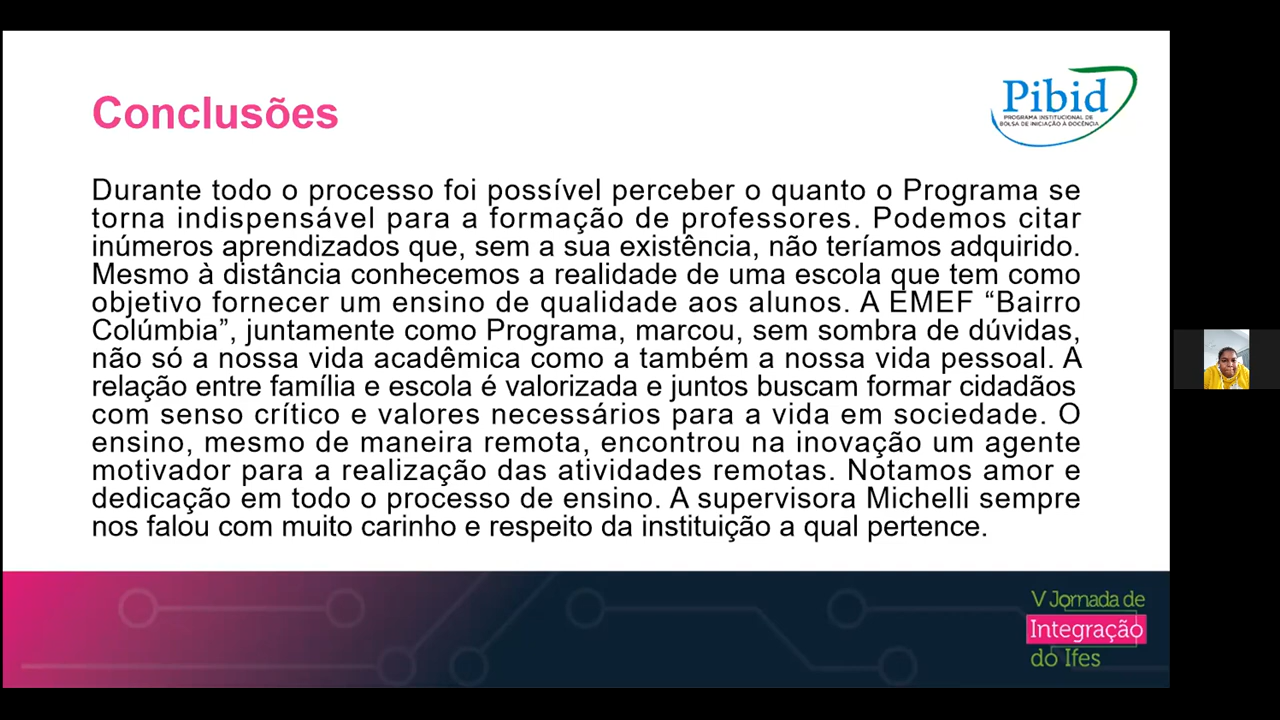 Conclusões
Pibid
PROGRAMA INSTITUCIONAL DE
BOLSA DE INICIAÇÃO À DOCÊNCIA
Durante todo o processo foi possível perceber o quanto o Programa se
torna indispensável para a formação de professores. Podemos citar
inúmeros aprendizados que, sem a sua existência, não teríamos adquirido.
Mesmo à distância conhecemos a realidade de uma escola que tem como
objetivo fornecer um ensino de qualidade aos alunos. A EMEF “Bairro
Colúmbia”, juntamente como Programa, marcou, sem sombra de dúvidas,
não só a nossa vida acadêmica como a também a nossa vida pessoal. A
relação entre família e escola é valorizada e juntos buscam formar cidadãos
com senso crítico e valores necessários para a vida em sociedade. O
ensino, mesmo de maneira remota, encontrou na inovação um agente
motivador para a realização das atividades remotas. Notamos amor e
dedicação em todo o processo de ensino. A supervisora Michelli sempre
nos falou com muito carinho e respeito da instituição a qual pertence.
V Jornada de
Integração
do Ifes